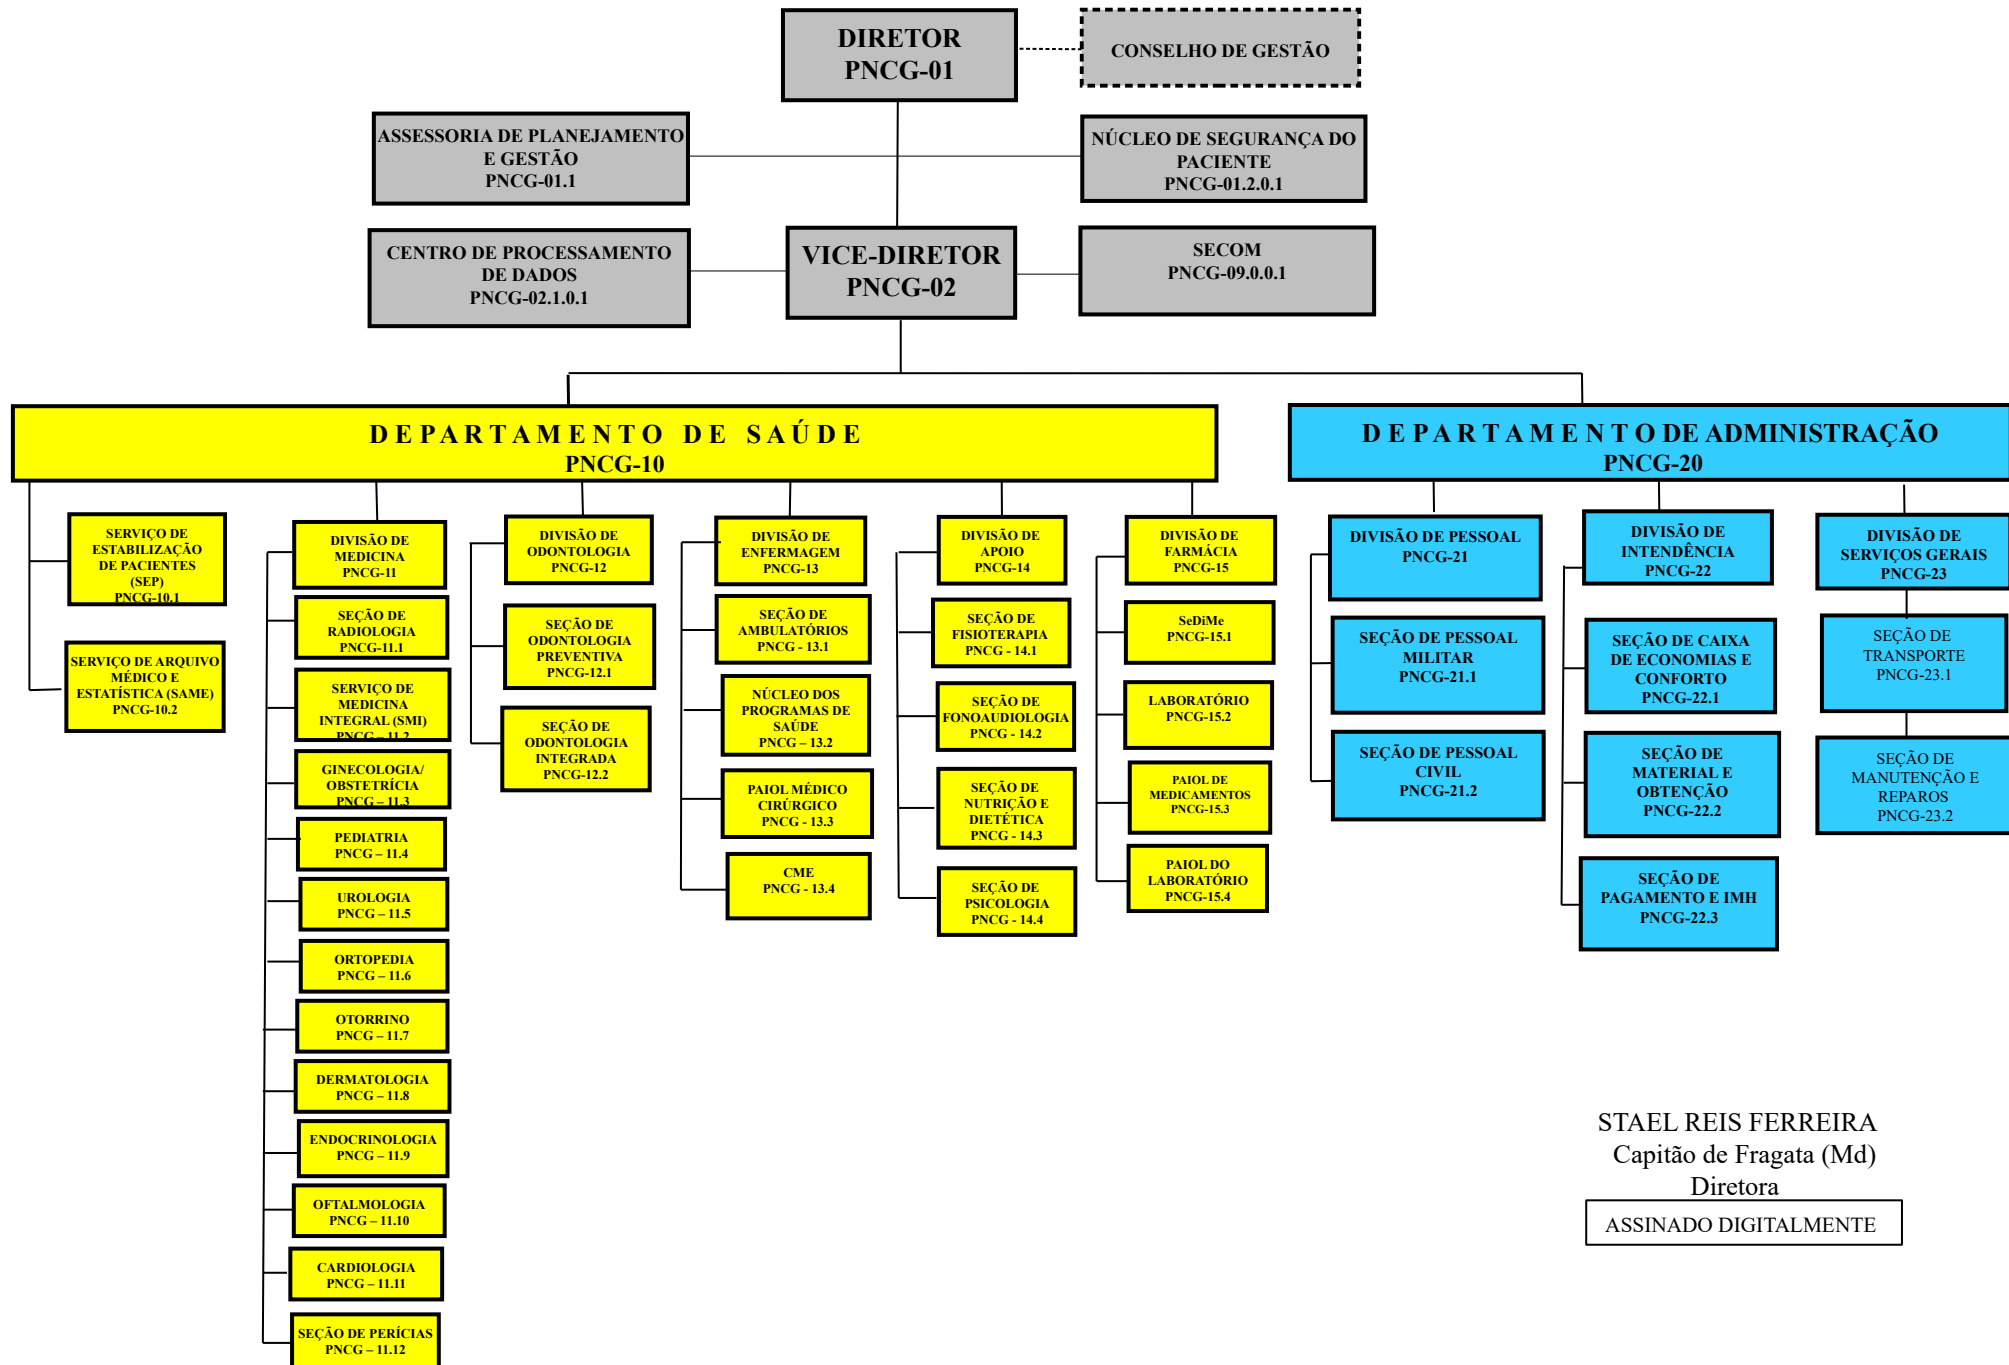 DIRETOR
PNCG-01
CONSELHO DE GESTÃO
ASSESSORIA DE PLANEJAMENTO
E GESTÃO
PNCG-01.1
NÚCLEO DE SEGURANÇA DO
PACIENTE
PNCG-01.2.0.1
CENTRO DE PROCESSAMENTO
DE DADOS
PNCG-02.1.0.1
VICE-DIRETOR
PNCG-02
SECOM
PNCG-09.0.0.1
D E P A R T A M E N T O D E S A Ú D E
PNCG-10
D E P A R T A M E N T O DE ADMINISTRAÇÃO
PNCG-20
SERVIÇO DE
ESTABILIZAÇÃO
DE PACIENTES
(SEP)
PNCG-10.1
SERVIÇO DE ARQUIVO
MÉDICO E
ESTATÍSTICA (SAME)
PNCG-10.2
DIVISÃO DE
MEDICINA
PNCG-11
SEÇÃO DE
RADIOLOGIA
PNCG-11.1
SERVIÇO DE
MEDICINA
INTEGRAL (SMI)
PNCG – 11.2
GINECOLOGIA/
OBSTETRÍCIA
PNCG – 11.3
PEDIATRIA
PNCG – 11.4
UROLOGIA
PNCG – 11.5
ORTOPEDIA
PNCG – 11.6
OTORRINO
PNCG – 11.7
DERMATOLOGIA
PNCG – 11.8
ENDOCRINOLOGIA
PNCG – 11.9
OFTALMOLOGIA
PNCG – 11.10
CARDIOLOGIA
PNCG – 11.11
SEÇÃO DE PERÍCIAS
PNCG – 11.12
DIVISÃO DE
ODONTOLOGIA
PNCG-12
SEÇÃO DE
ODONTOLOGIA
PREVENTIVA
PNCG-12.1
SEÇÃO DE
ODONTOLOGIA
INTEGRADA
PNCG-12.2
DIVISÃO DE
ENFERMAGEM
PNCG-13
SEÇÃO DE
AMBULATÓRIOS
PNCG - 13.1
NÚCLEO DOS
PROGRAMAS DE
SAÚDE
PNCG – 13.2
PAIOL MÉDICO
CIRÚRGICO
PNCG - 13.3
CME
PNCG - 13.4
DIVISÃO DE
APOIO
PNCG-14
SEÇÃO DE
FISIOTERAPIA
PNCG - 14.1
SEÇÃO DE
FONOAUDIOLOGIA
PNCG - 14.2
SEÇÃO DE
NUTRIÇÃO E
DIETÉTICA
PNCG - 14.3
SEÇÃO DE
PSICOLOGIA
PNCG - 14.4
DIVISÃO DE
FARMÁCIA
PNCG-15
SeDiMe
PNCG-15.1
LABORATÓRIO
PNCG-15.2
PAIOL DE
MEDICAMENTOS
PNCG-15.3
PAIOL DO
LABORATÓRIO
PNCG-15.4
DIVISÃO DE PESSOAL
PNCG-21
SEÇÃO DE PESSOAL
MILITAR
PNCG-21.1
SEÇÃO DE PESSOAL
CIVIL
PNCG-21.2
DIVISÃO DE
INTENDÊNCIA
PNCG-22
SEÇÃO DE CAIXA
DE ECONOMIAS E
CONFORTO
PNCG-22.1
SEÇÃO DE
MATERIAL E
OBTENÇÃO
PNCG-22.2
SEÇÃO DE
PAGAMENTO E IMH
PNCG-22.3
DIVISÃO DE
SERVIÇOS GERAIS
PNCG-23
SEÇÃO DE
TRANSPORTE
PNCG-23.1
SEÇÃO DE
MANUTENÇÃO E
REPAROS
PNCG-23.2
STAEL REIS FERREIRA
Capitão de Fragata (Md)
Diretora
ASSINADO DIGITALMENTE